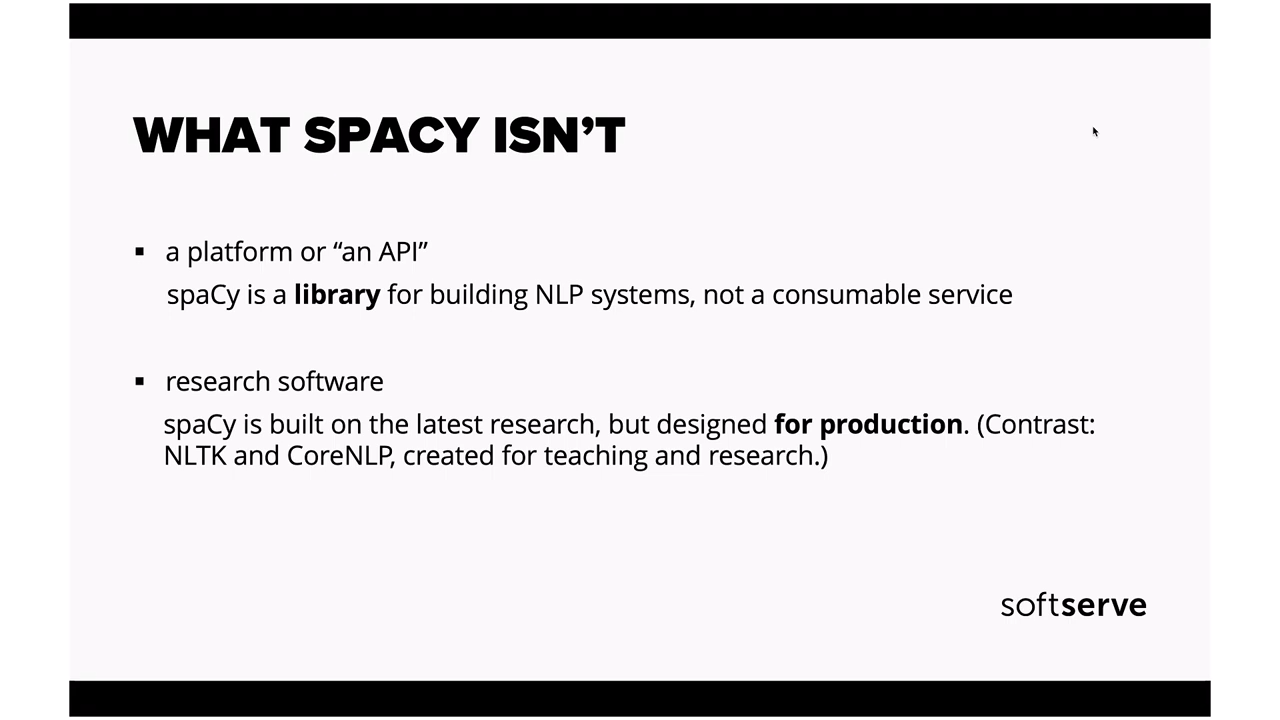 WHAT SPACY ISN’T
▪ a platform or “an API”
spaCy is a library for building NLP systems, not a consumable service
▪ research software
spaCy is built on the latest research, but designed for production. (Contrast:
NLTK and CoreNLP, created for teaching and research.)
softserve